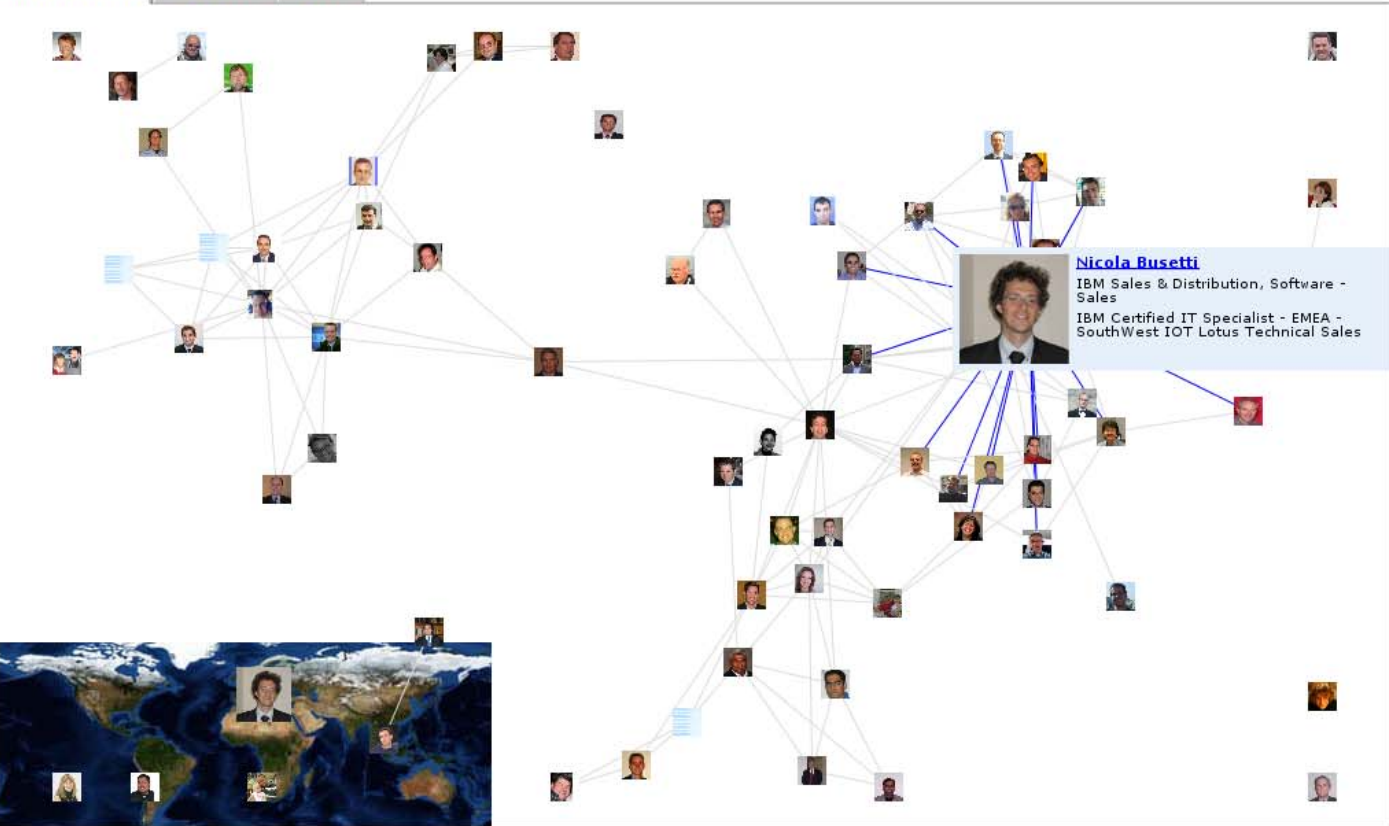 Nicola Busetti
IBM Sales & Distribution, Software -
Sales
IBM Certified IT Specialist - EMEA -
SouthWest IOT Lotus Technical Sales